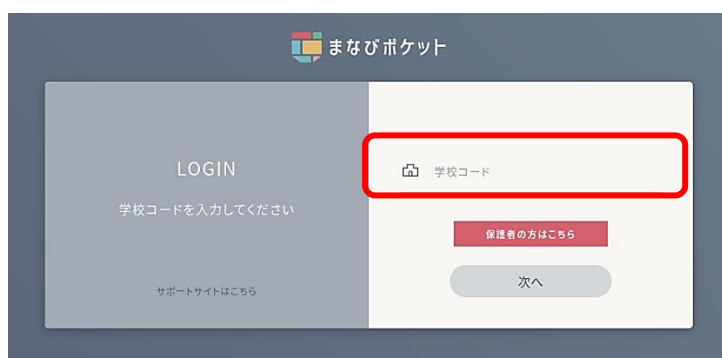 まなびポケット
LOGIN
学校コードを入力してください
サポートサイトはこちら
学校コード
保護者の方はこちら
次へ